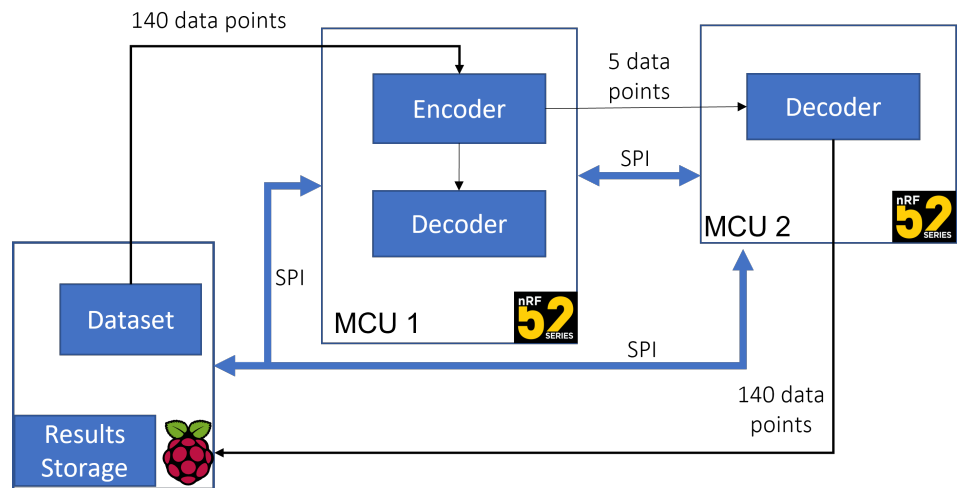 140 data points
Encoder
Decoder
MCU 1
nRF
52
SERIES
5 data
points
SPI
Decoder
MCU 2
nRF
52
SERIES
SPI
SPI
Dataset
Results
Storage
140 data
points